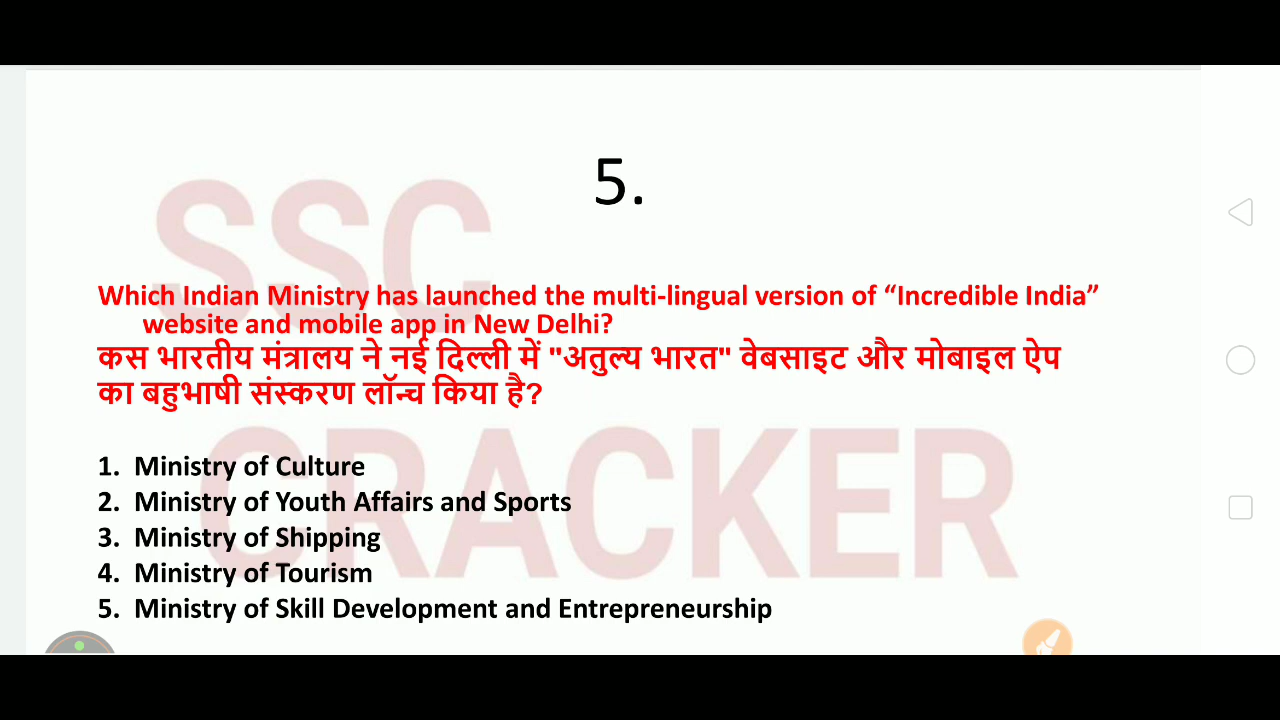 SSC
CRACKER
5.
Which Indian Ministry has launched the multi-lingual version of “Incredible India”
website and mobile app in New Delhi?
कस भारतीय मंत्रालय ने नई दिल्ली में "अतुल्य भारत" वेबसाइट और मोबाइल ऐप
का बहुभाषी संस्करण लॉन्च किया है?
1. Ministry of Culture
2. Ministry of Youth Affairs and Sports
3. Ministry of Shipping
4. Ministry of Tourism
5. Ministry of Skill Development and Entrepreneurship